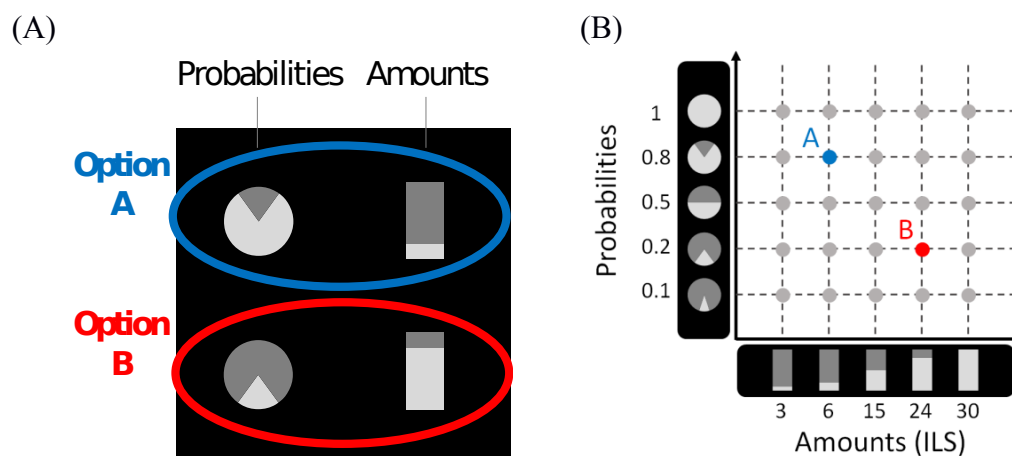 (A)
Probabilities Amounts
Option
A
Option
B
(B)
Probabilities
1
0.8
0.5
0.2
0.1
A
B
3 6 15 24 30
Amounts (ILS)